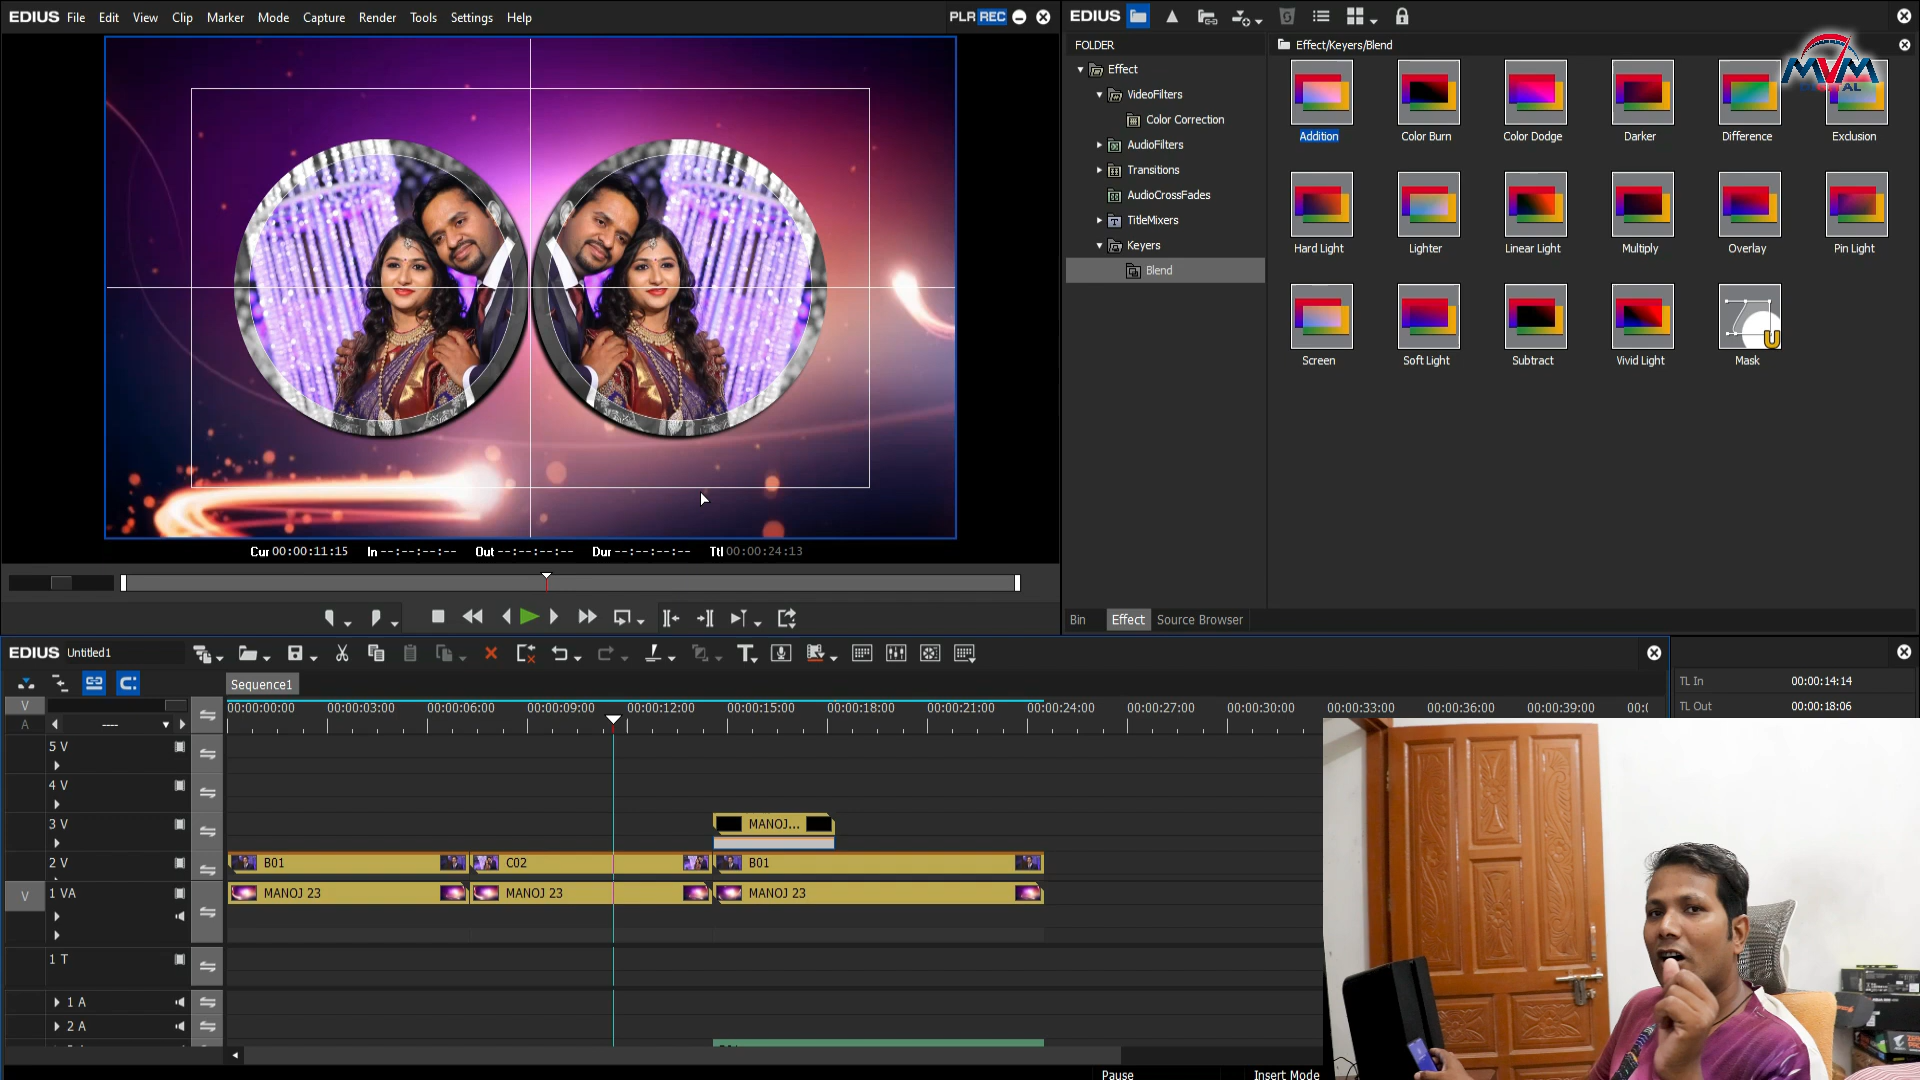 EDIUS File Edit View Clip Marker Mode Capture Render Tools Settings Help PLR REC
Cur 00:00:11:15 In --:--:--:-- Out --:--:--:-- Dur --:--:--:-- Ttl 00:00:24:13
EDIUS
FOLDER
Effect
VideoFilters
Color Correction
AudioFilters
Transitions
AudioCrossFades
TitleMixers
Keyers
Blend
Effect/Keyers/Blend
MVM
Addition Color Burn Color Dodge Darker Difference Exclusion
Hard Light Lighter Linear Light Multiply Overlay Pin Light
Screen Soft Light Subtract Vivid Light Mask
U
Bin Effect Source Browser
EDIUS Untitled1
Sequence1
V
A ----
00:00:00:00 00:00:03:00 00:00:06:00 00:00:09:00 00:00:12:00 00:00:15:00 00:00:18:00 00:00:21:00 00:00:24:00 00:00:27:00 00:00:30:00 00:00:33:00 00:00:36:00 00:00:39:00 00:(
5 V
4 V
3 V MANOJ...
2 V B01 C02 B01
V 1 VA MANOJ 23 MANOJ 23 MANOJ 23
1 T
1 A
2 A
TL In 00:00:14:14
TL Out 00:00:18:06
Pause Insert Mode